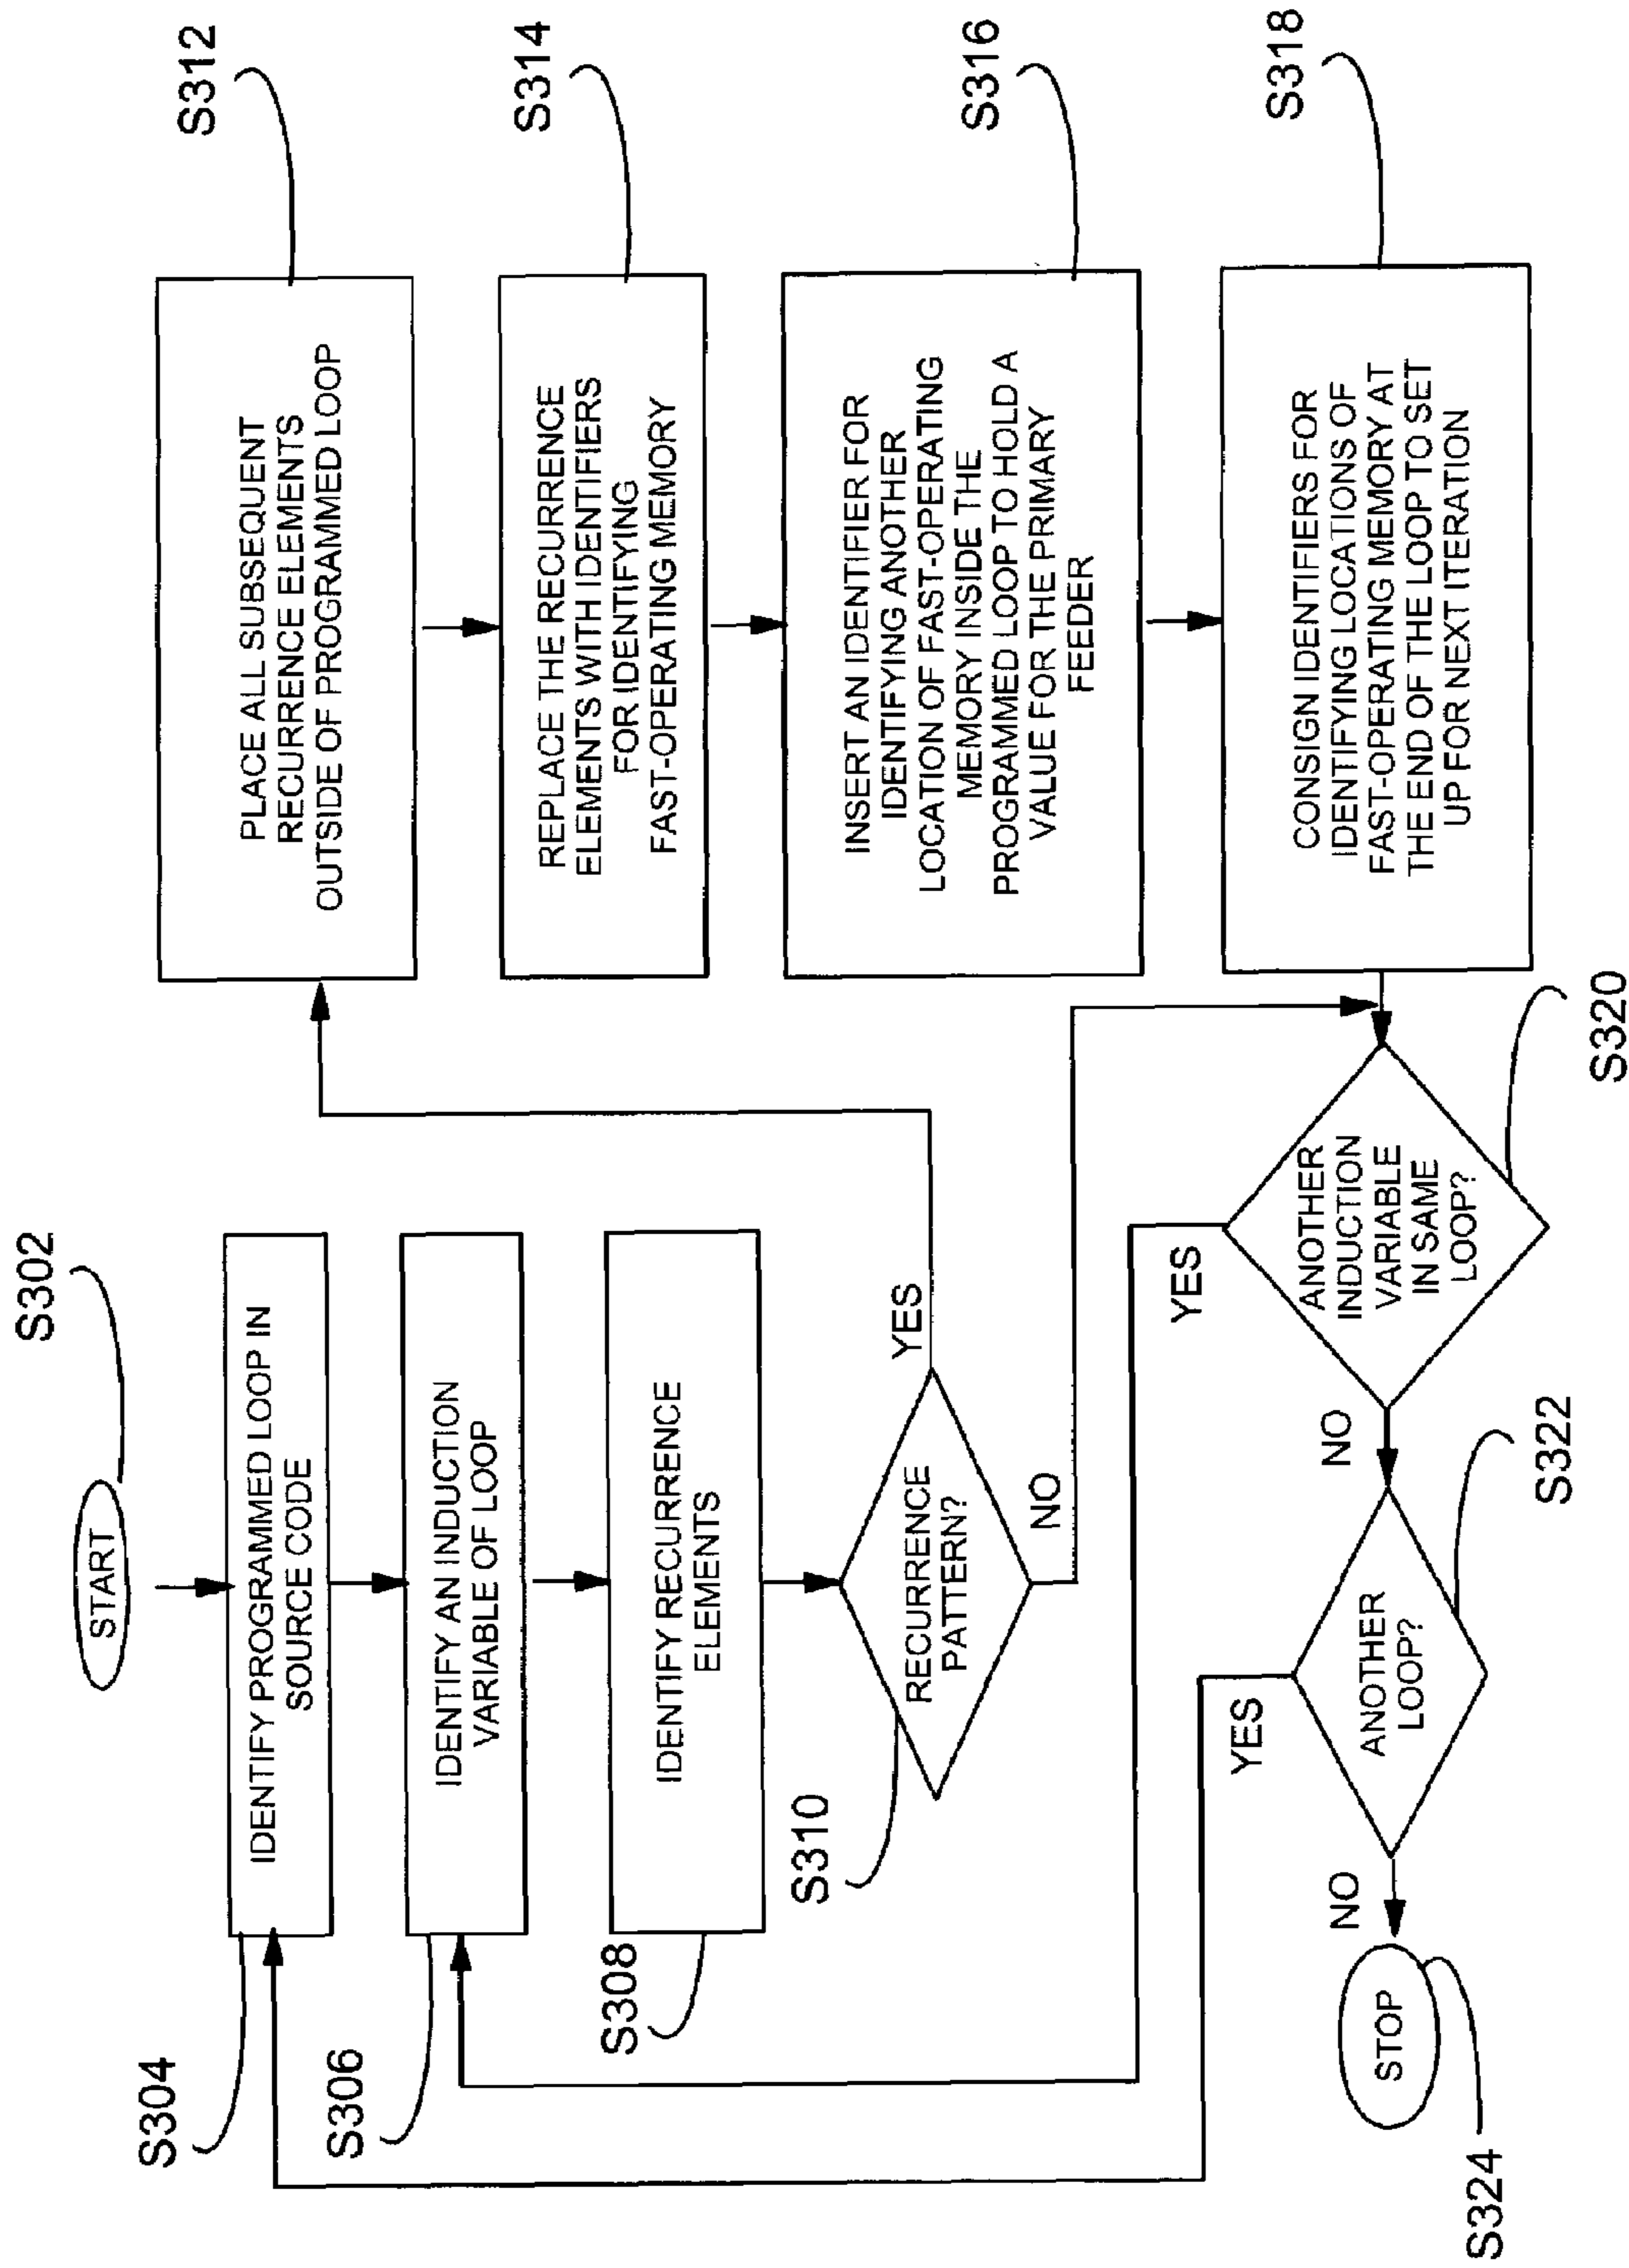 S302
START
S304
IDENTIFY PROGRAMMED LOOP IN
SOURCE CODE
S306
IDENTIFY AN INDUCTION
VARIABLE OF LOOP
S308
IDENTIFY RECURRENCE
ELEMENTS
S310
RECURRENCE
PATTERN?
YES
NO
S312
PLACE ALL SUBSEQUENT
RECURRENCE ELEMENTS
OUTSIDE OF PROGRAMMED LOOP
S314
REPLACE THE RECURRENCE
ELEMENTS WITH IDENTIFIERS
FOR IDENTIFYING
FAST-OPERATING MEMORY
S316
INSERT AN IDENTIFIER FOR
IDENTIFYING ANOTHER
LOCATION OF FAST-OPERATING
MEMORY INSIDE THE
PROGRAMMED LOOP TO HOLD A
VALUE FOR THE PRIMARY
FEEDER
S318
CONSIGN IDENTIFIERS FOR
IDENTIFYING LOCATIONS OF
FAST-OPERATING MEMORY AT
THE END OF THE LOOP TO SET
UP FOR NEXT ITERATION
S320
ANOTHER
INDUCTION
VARIABLE
IN SAME
LOOP?
YES
NO
S322
ANOTHER
LOOP?
YES
NO
STOP
S324